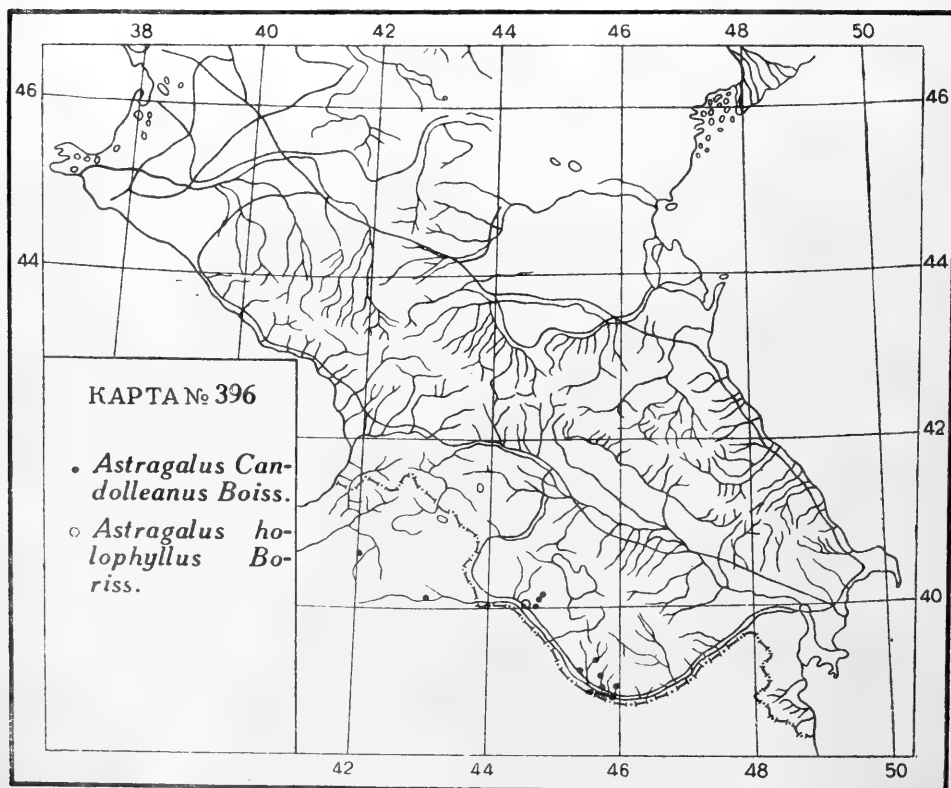 38 40 42 44 46 48 50
46 46
44 44
КАРТА № 396
42
• Astragalus Can-
dolleanus Boiss.
○ Astragalus ho-
lophyllus Bo-
riss.
40
42 44 46 48 50